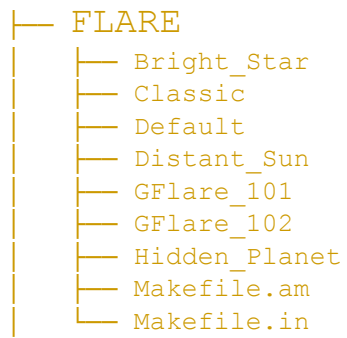 ├── FLARE
│   ├── Bright_Star
│   ├── Classic
│   ├── Default
│   ├── Distant_Sun
│   ├── GFlare_101
│   ├── GFlare_102
│   ├── Hidden_Planet
│   ├── Makefile.am
│   └── Makefile.in